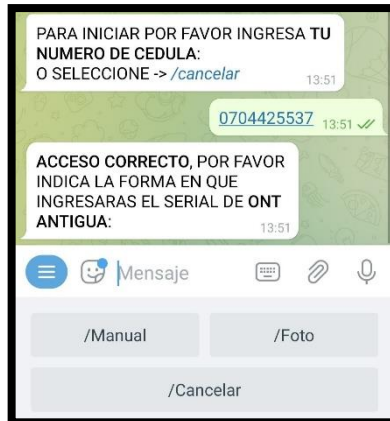 PARA INICIAR POR FAVOR INGRESA TU
NUMERO DE CEDULA:
O SELECCIONE -> /cancelar
13:51
0704425537 13:51
ACCESO CORRECTO, POR FAVOR
INDICA LA FORMA EN QUE
INGRESARAS EL SERIAL DE ONT
ANTIGUA:
13:51
Mensaje
/Manual /Foto
/Cancelar